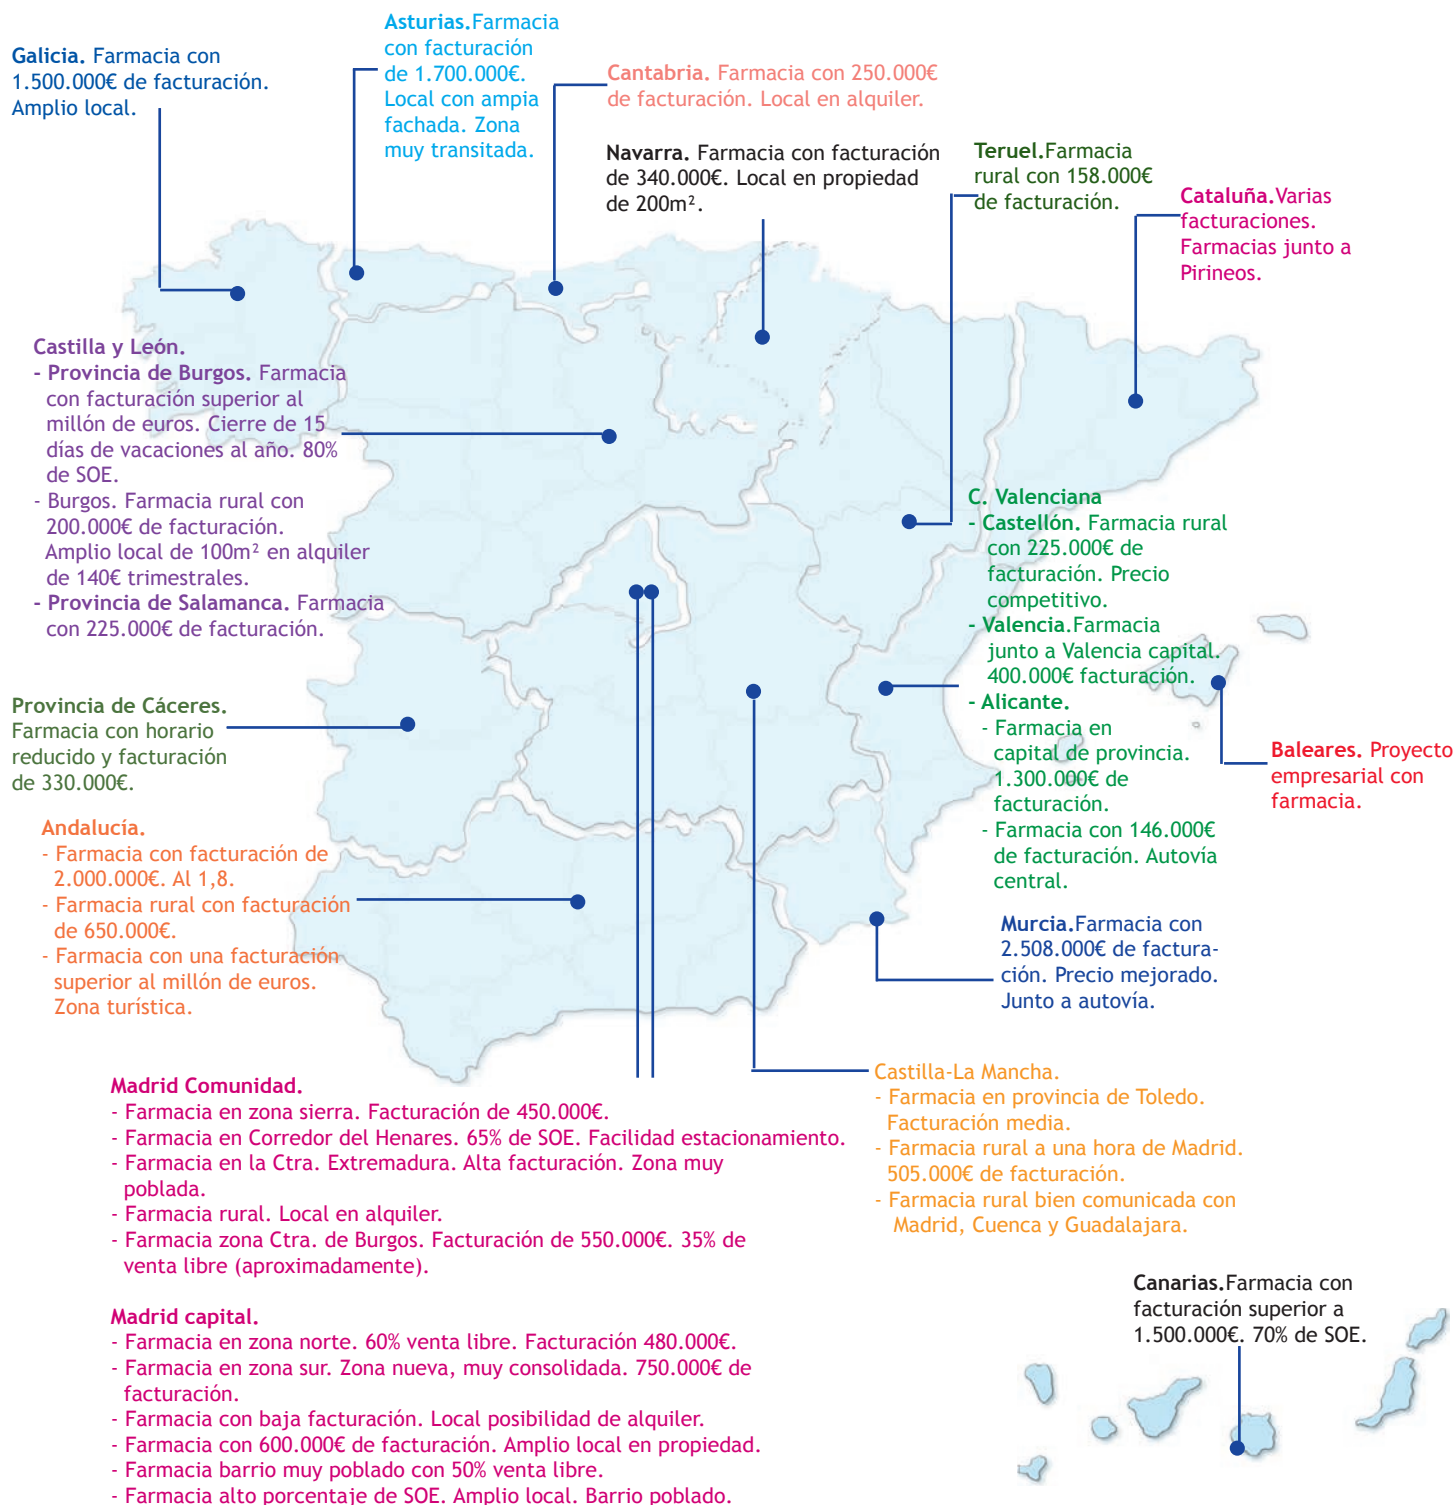 Galicia. Farmacia con
1.500.000€ de facturación.
Amplio local.
Asturias.Farmacia
con facturación
de 1.700.000€.
Local con ampia
fachada. Zona
muy transitada.
Cantabria. Farmacia con 250.000€
de facturación. Local en alquiler.
Navarra. Farmacia con facturación
de 340.000€. Local en propiedad
de 200m².
Teruel.Farmacia
rural con 158.000€
de facturación.
Cataluña.Varias
facturaciones.
Farmacias junto a
Pirineos.
Castilla y León.
- Provincia de Burgos. Farmacia
con facturación superior al
millón de euros. Cierre de 15
días de vacaciones al año. 80%
de SOE.
- Burgos. Farmacia rural con
200.000€ de facturación.
Amplio local de 100m² en alquiler
de 140€ trimestrales.
- Provincia de Salamanca. Farmacia
con 225.000€ de facturación.
C. Valenciana
- Castellón. Farmacia rural
con 225.000€ de
facturación. Precio
competitivo.
- Valencia.Farmacia
junto a Valencia capital.
400.000€ facturación.
- Alicante.
- Farmacia en
capital de provincia.
1.300.000€ de
facturación.
- Farmacia con 146.000€
de facturación. Autovía
central.
Provincia de Cáceres.
Farmacia con horario
reducido y facturación
de 330.000€.
Baleares. Proyecto
empresarial con
farmacia.
Andalucía.
- Farmacia con facturación de
2.000.000€. Al 1,8.
- Farmacia rural con facturación
de 650.000€.
- Farmacia con una facturación
superior al millón de euros.
Zona turística.
Murcia.Farmacia con
2.508.000€ de factura-
ción. Precio mejorado.
Junto a autovía.
Madrid Comunidad.
- Farmacia en zona sierra. Facturación de 450.000€.
- Farmacia en Corredor del Henares. 65% de SOE. Facilidad estacionamiento.
- Farmacia en la Ctra. Extremadura. Alta facturación. Zona muy
poblada.
- Farmacia rural. Local en alquiler.
- Farmacia zona Ctra. de Burgos. Facturación de 550.000€. 35% de
venta libre (aproximadamente).
Castilla-La Mancha.
- Farmacia en provincia de Toledo.
Facturación media.
- Farmacia rural a una hora de Madrid.
505.000€ de facturación.
- Farmacia rural bien comunicada con
Madrid, Cuenca y Guadalajara.
Madrid capital.
- Farmacia en zona norte. 60% venta libre. Facturación 480.000€.
- Farmacia en zona sur. Zona nueva, muy consolidada. 750.000€ de
facturación.
- Farmacia con baja facturación. Local posibilidad de alquiler.
- Farmacia con 600.000€ de facturación. Amplio local en propiedad.
- Farmacia barrio muy poblado con 50% venta libre.
- Farmacia alto porcentaje de SOE. Amplio local. Barrio poblado.
Canarias.Farmacia con
facturación superior a
1.500.000€. 70% de SOE.